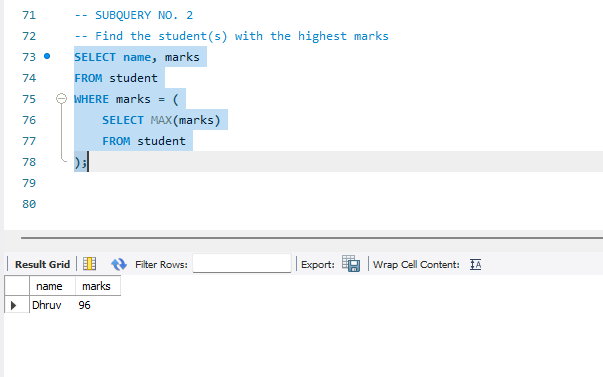 71 -- SUBQUERY NO. 2
72 -- Find the student(s) with the highest marks
73 SELECT name, marks
74 FROM student
75 WHERE marks = (
76 SELECT MAX(marks)
77 FROM student
78 );
79
80
Result Grid Filter Rows: Export: Wrap Cell Content:
name marks
Dhruv 96